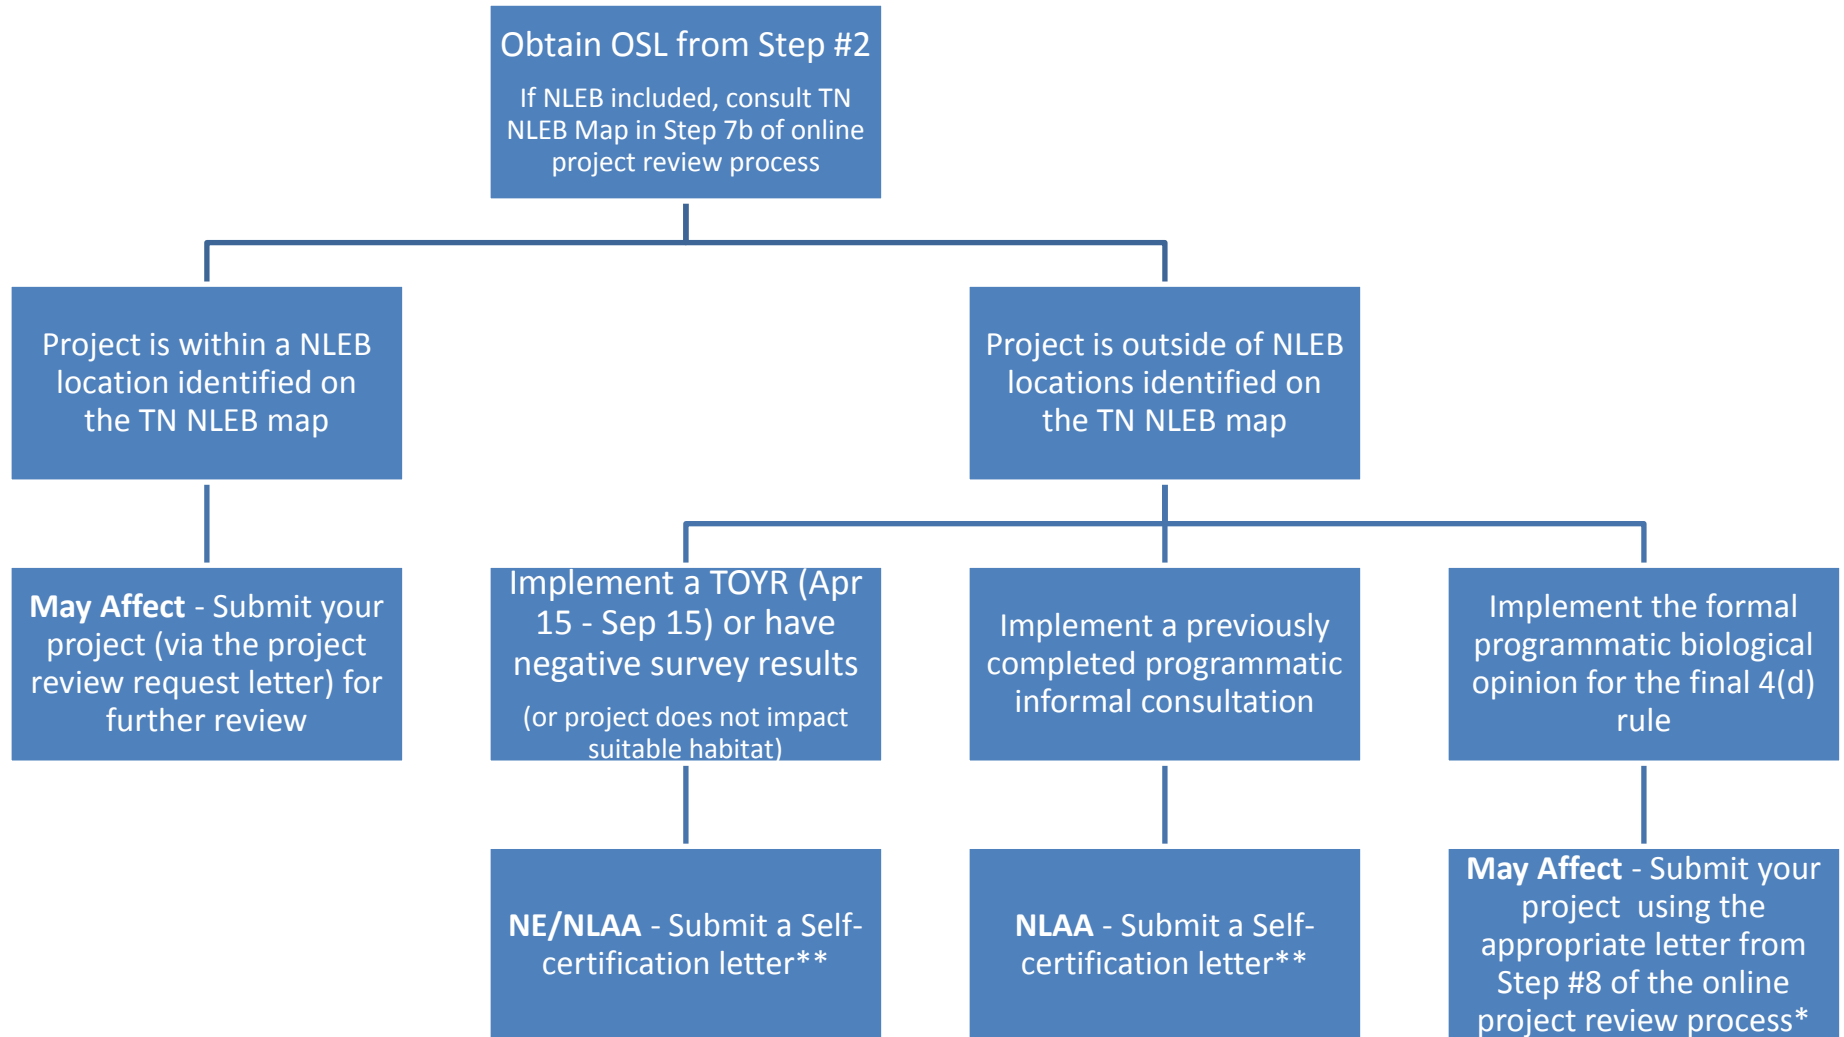 Obtain OSL from Step #2
If NLEB included, consult TN
NLEB Map in Step 7b of online
project review process
Project is within a NLEB
location identified on
the TN NLEB map
Project is outside of NLEB
locations identified on
the TN NLEB map
May Affect - Submit your
project (via the project
review request letter) for
further review
Implement a TOYR (Apr
15 - Sep 15) or have
negative survey results
(or project does not impact
suitable habitat)
Implement a previously
completed programmatic
informal consultation
Implement the formal
programmatic biological
opinion for the final 4(d)
rule
NE/NLAA - Submit a Self-
certification letter**
NLAA - Submit a Self-
certification letter**
May Affect - Submit your
project using the
appropriate letter from
Step #8 of the online
project review process*